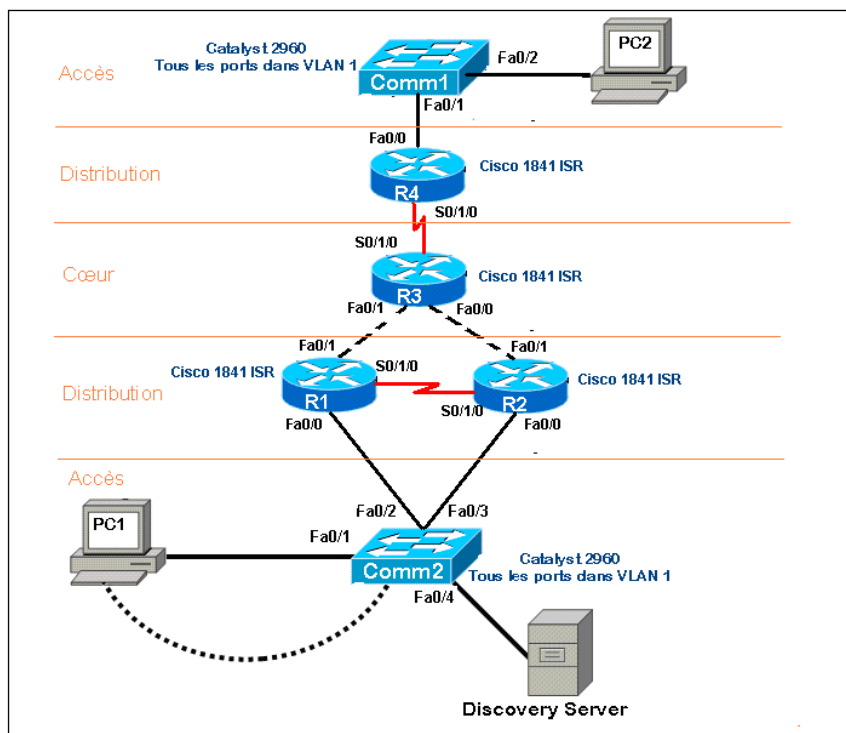 Catalyst 2960
Tous les ports dans VLAN 1
Fa0/2
PC2
Accès
Comm1
Fa0/1
Fa0/0
Distribution
Cisco 1841 ISR
R4
S0/1/0
S0/1/0
Cœur
Cisco 1841 ISR
R3
Fa0/1
Fa0/0
Fa0/1
Fa0/1
Cisco 1841 ISR
S0/1/0
Cisco 1841 ISR
Distribution
R1
S0/1/0
R2
Fa0/0
Fa0/0
Accès
PC1
Fa0/2
Fa0/3
Fa0/1
Comm2
Catalyst 2960
Tous les ports dans VLAN 1
Fa0/4
Discovery Server